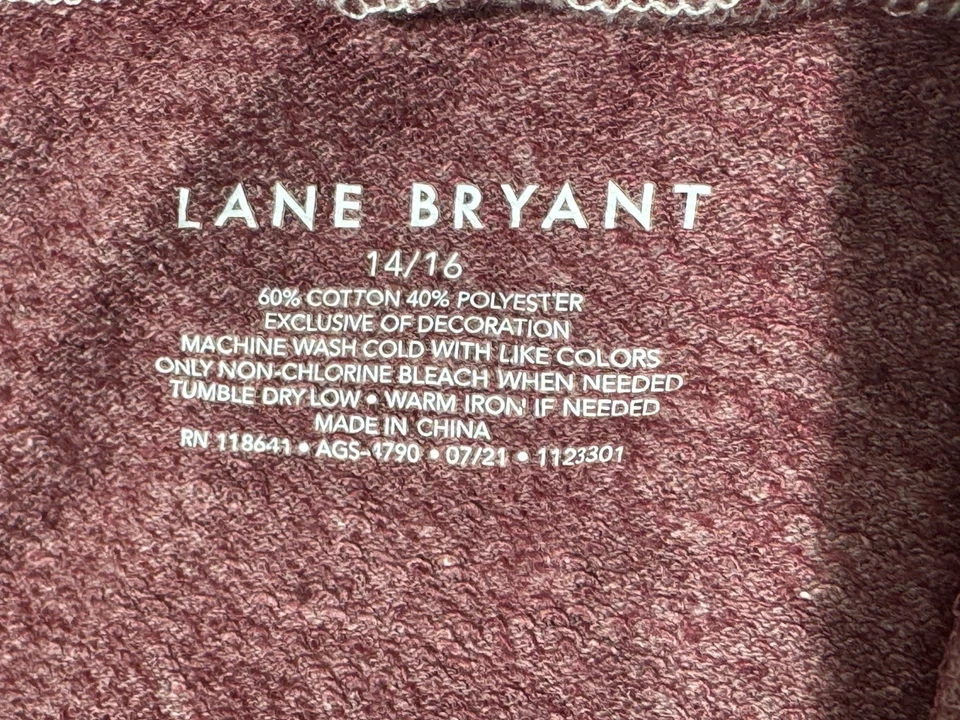 LANE BRYANT
14/16
60% COTTON 40% POLYESTER
EXCLUSIVE OF DECORATION
MACHINE WASH COLD WITH LIKE COLORS
ONLY NON-CHLORINE BLEACH WHEN NEEDED
TUMBLE DRY LOW • WARM IRON IF NEEDED
MADE IN CHINA
RN 118641 • AGS-4790 • 07/21 • 1123301